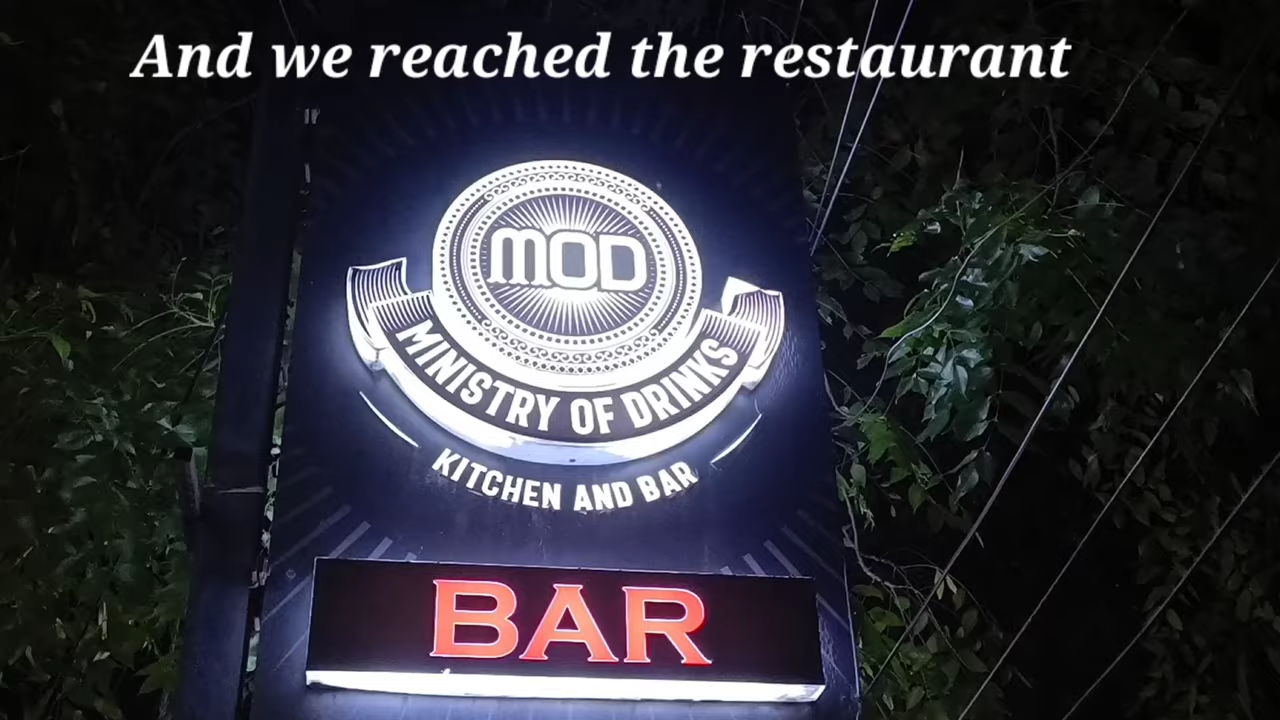 And we reached the restaurant
MOD
MINISTRY OF DRINKS
KITCHEN AND BAR
BAR